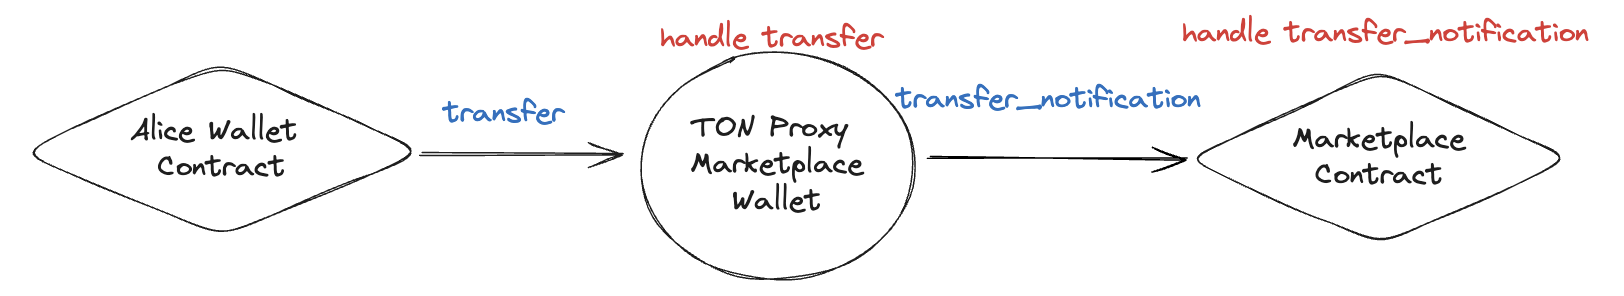 handle transfer
handle transfer_notification
transfer
transfer_notification
Alice Wallet
Contract
TON Proxy
Marketplace
Wallet
Marketplace
Contract